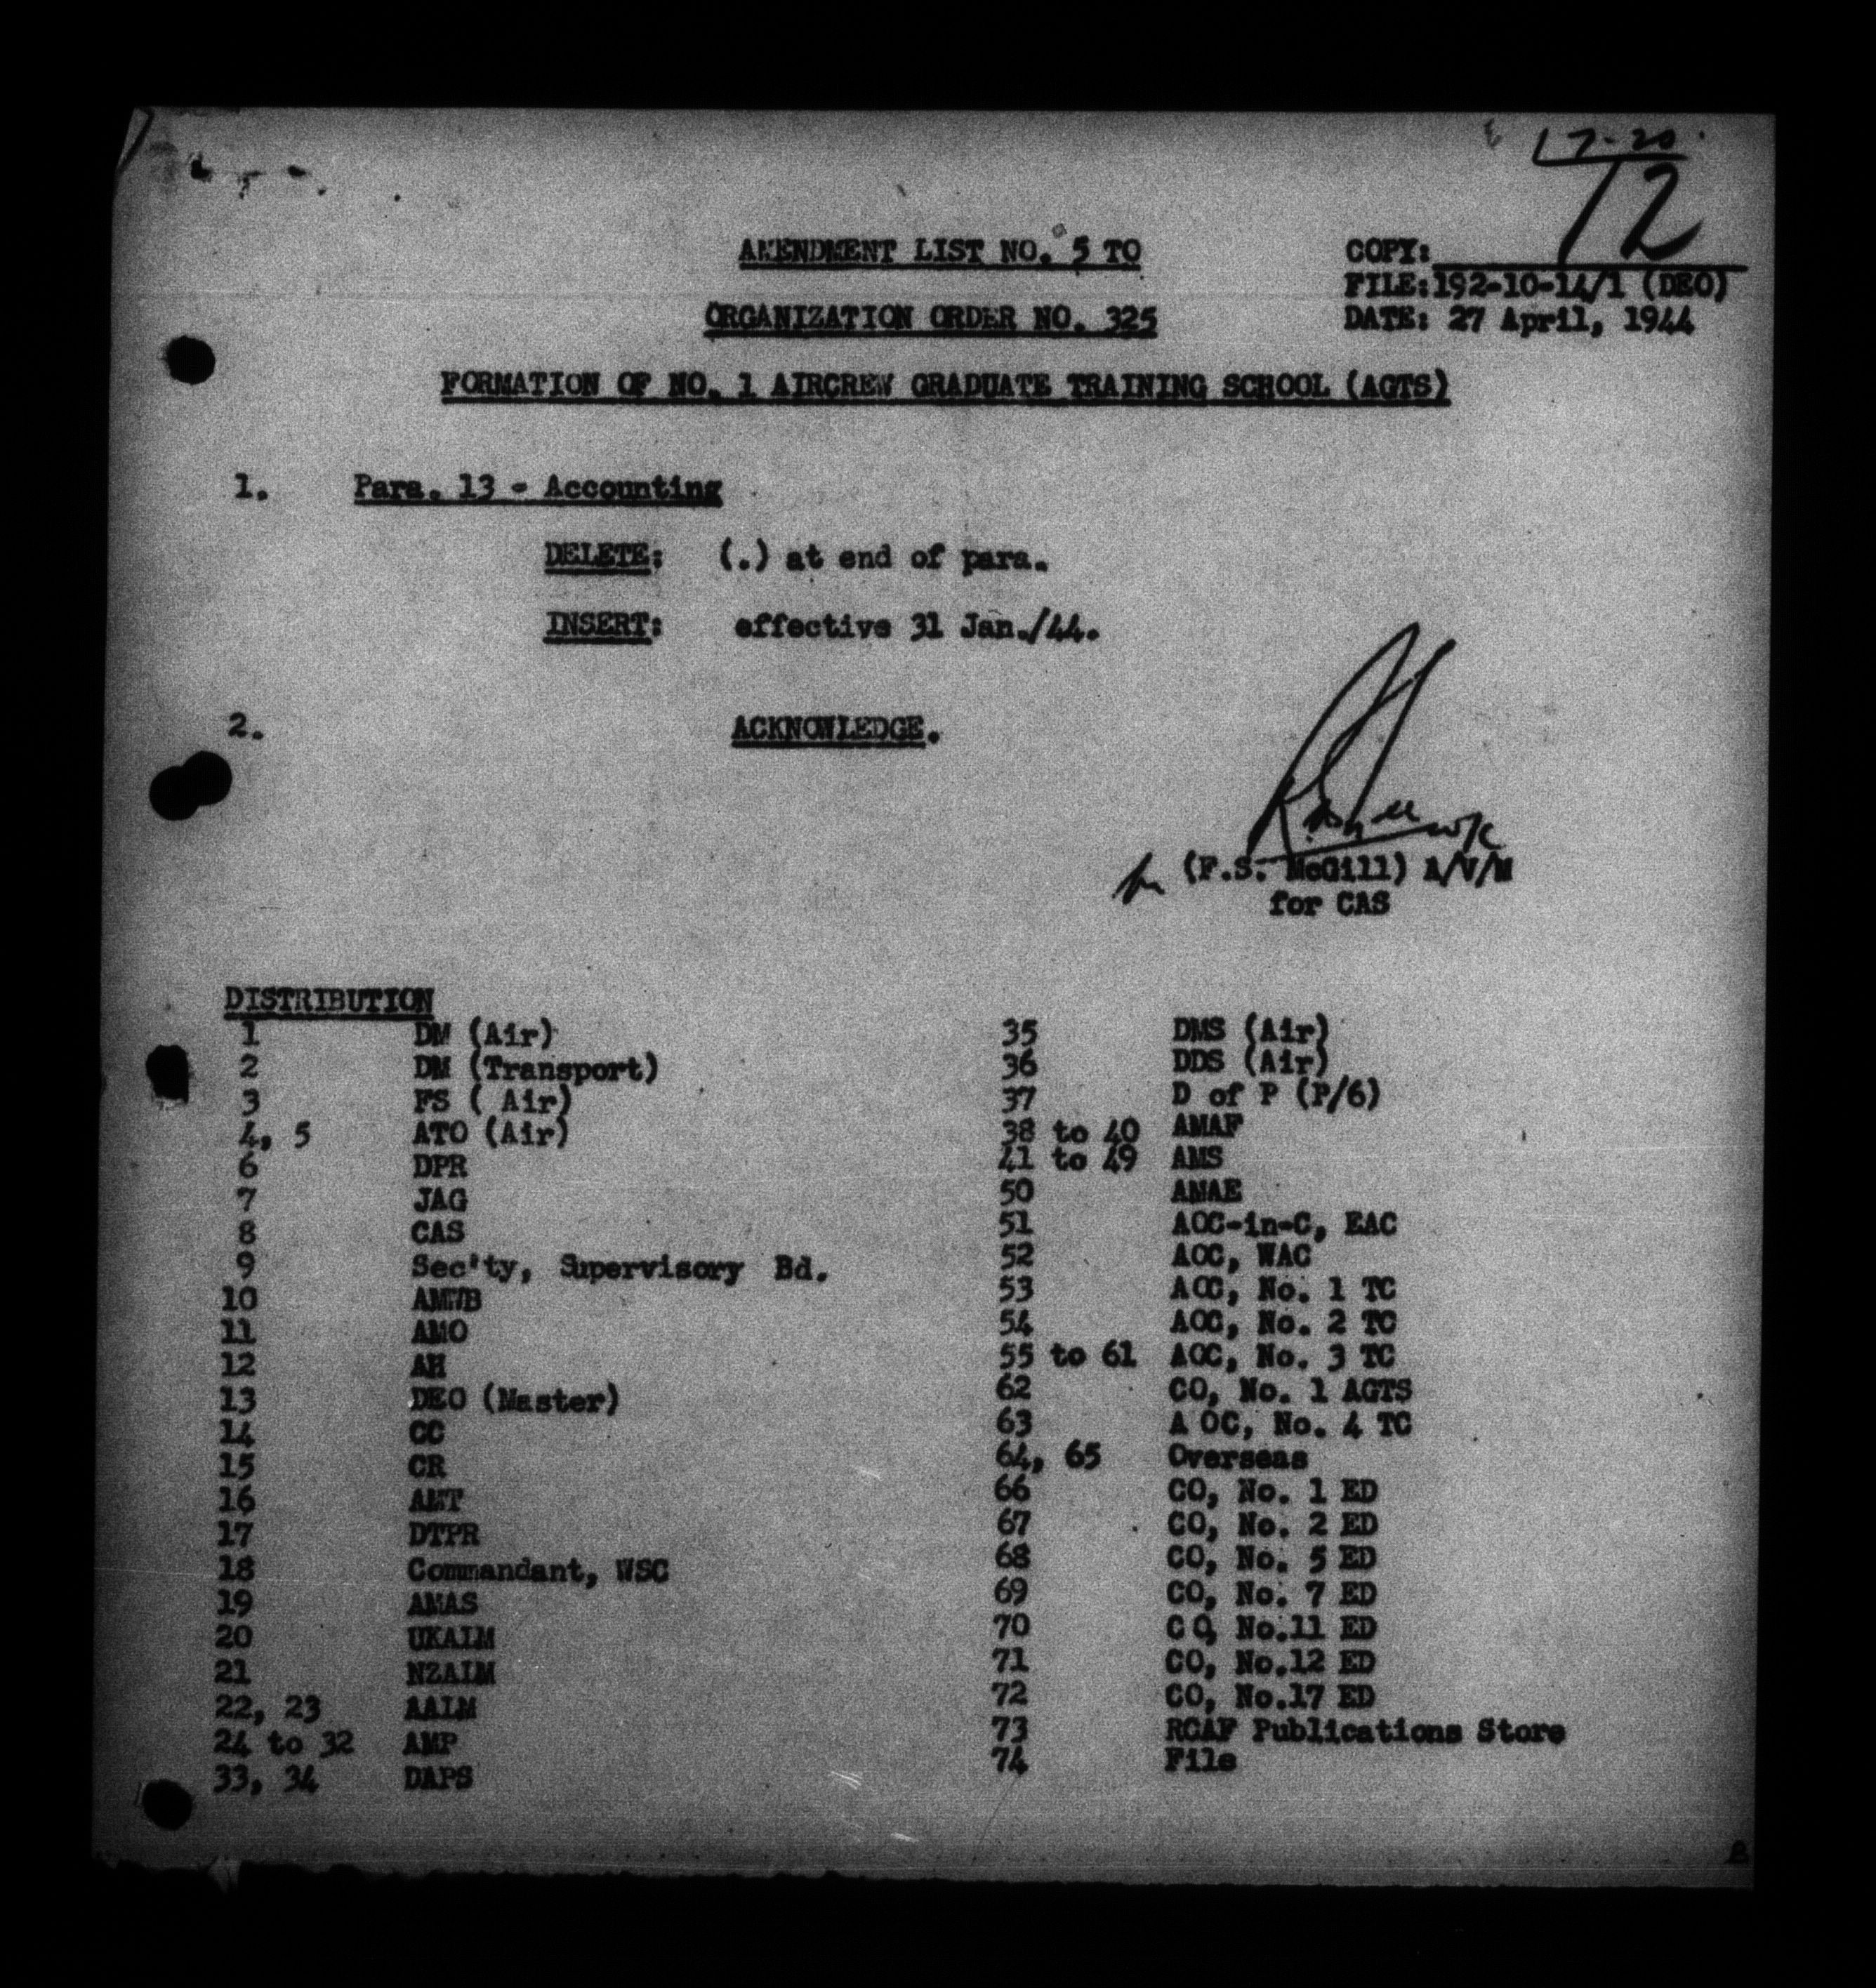 17-20
12
AMENDMENT LIST NO. 5 TO
COPY:
FILE:192-10-14/1 (DEO)
ORGANIZATION ORDER NO. 325
DATE: 27 April, 1944
FORMATION OF NO. 1 AIRCREW GRADUATE TRAINING SCHOOL (AGTS)
1. Para. 13 - Accounting
DELETE: (.) at end of para.
INSERT: effective 31 Jan./44.
2. ACKNOWLEDGE.
W/C
for (F.S. McGill) A/V/M
for CAS
DISTRIBUTION
1 DM (Air)
2 DM (Transport)
3 FS ( Air)
4, 5 ATO (Air)
6 DPR
7 JAG
8 CAS
9 Sec'ty, Supervisory Bd.
10 AMWB
11 AMO
12 AH
13 DEO (Master)
14 CC
15 CR
16 AMT
17 DTPR
18 Commandant, WSC
19 AMAS
20 UKALM
21 NZALM
22, 23 AALM
24 to 32 AMP
33, 34 DAPS
35 DMS (Air)
36 DDS (Air)
37 D of P (P/6)
38 to 40 AMAF
41 to 49 AMS
50 AMAE
51 AOC-in-C, EAC
52 AOC, WAC
53 AOC, No. 1 TC
54 AOC, No. 2 TC
55 to 61 AOC, No. 3 TC
62 CO, No. 1 AGTS
63 A OC, No. 4 TC
64, 65 Overseas
66 CO, No. 1 ED
67 CO, No. 2 ED
68 CO, No. 5 ED
69 CO, No. 7 ED
70 C O, No.11 ED
71 CO, No.12 ED
72 CO, No.17 ED
73 RCAF Publications Store
74 File